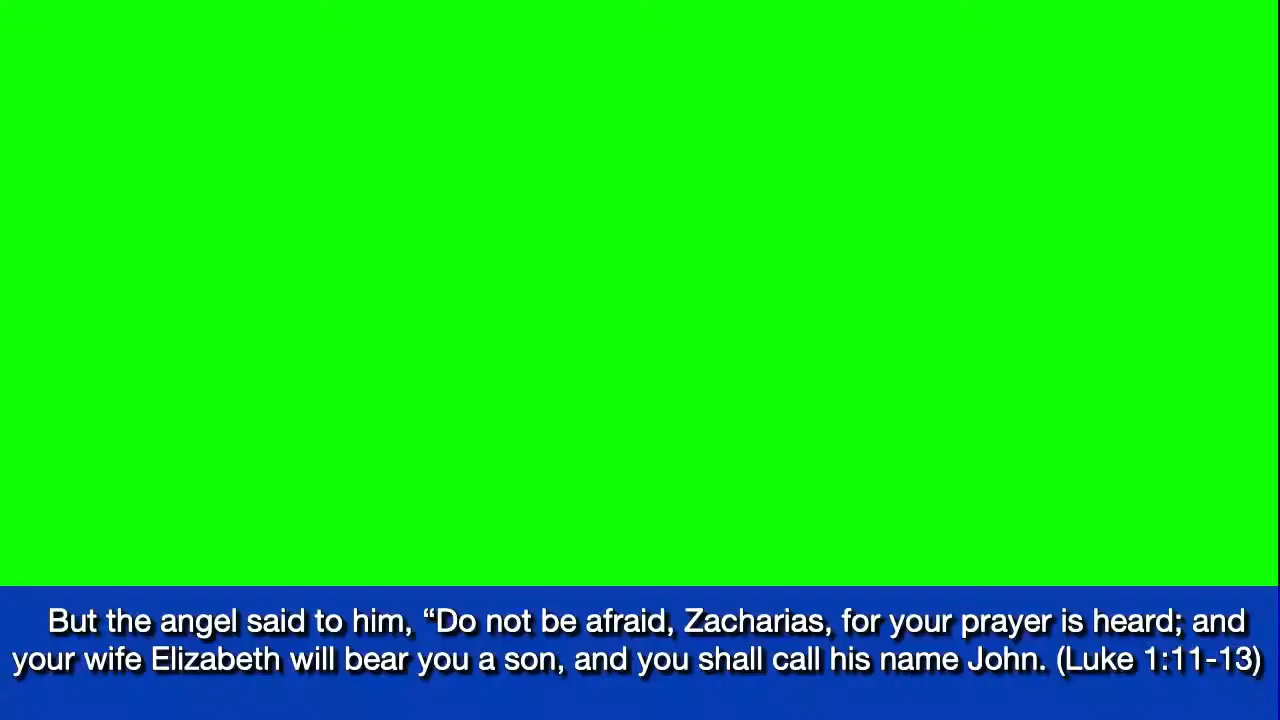 But the angel said to him, “Do not be afraid, Zacharias, for your prayer is heard; and
your wife Elizabeth will bear you a son, and you shall call his name John. (Luke 1:11-13)